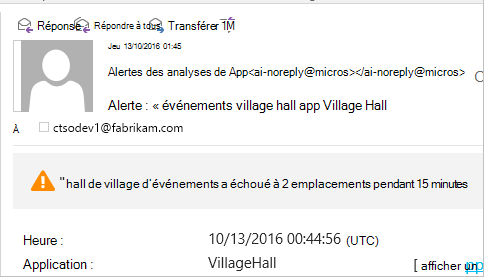 Réponse Répondre à tous Transférer
Jeu 13/10/2016 01:45
Alertes des analyses de App<ai-noreply@micros></ai-noreply@micros>
Alerte : « événements village hall app Village Hall
À ctsodev1@fabrikam.com
"hall de village d'événements a échoué à 2 emplacements pendant 15 minutes
Heure : 10/13/2016 00:44:56 (UTC)
Application : VillageHall [ afficher un